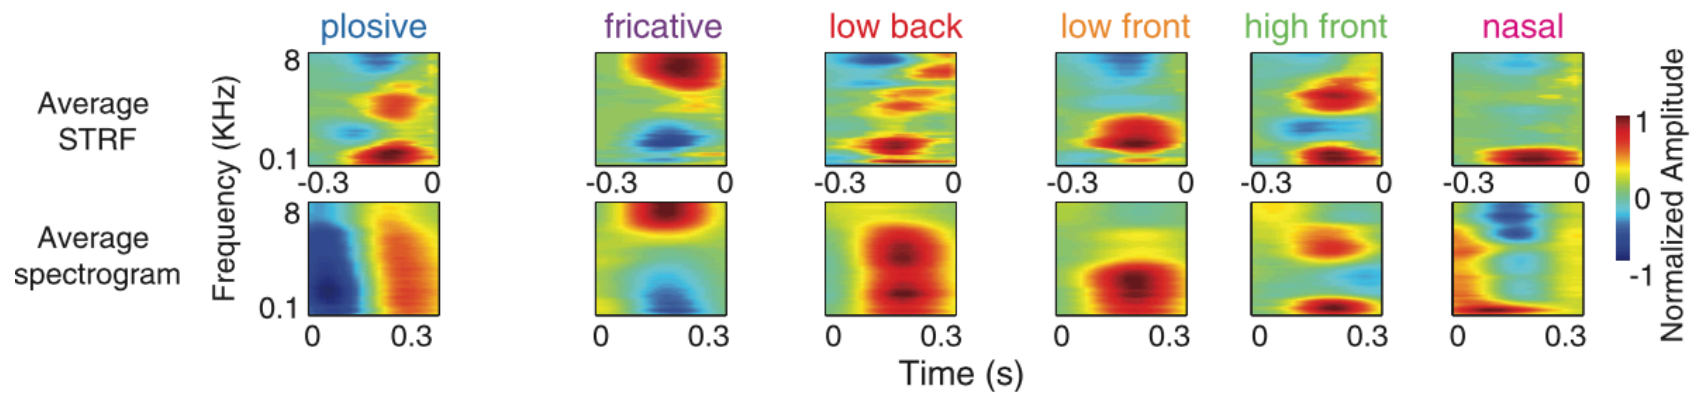 plosive fricative low back low front high front nasal
Average STRF
Frequency (KHz)
8
0.1
-0.3 0 -0.3 0 -0.3 0 -0.3 0 -0.3 0 -0.3 0
Average spectrogram
8
0.1
0 0.3 0 0.3 0 0.3 0 0.3 0 0.3 0 0.3
Time (s)
1
0
-1
Normalized Amplitude